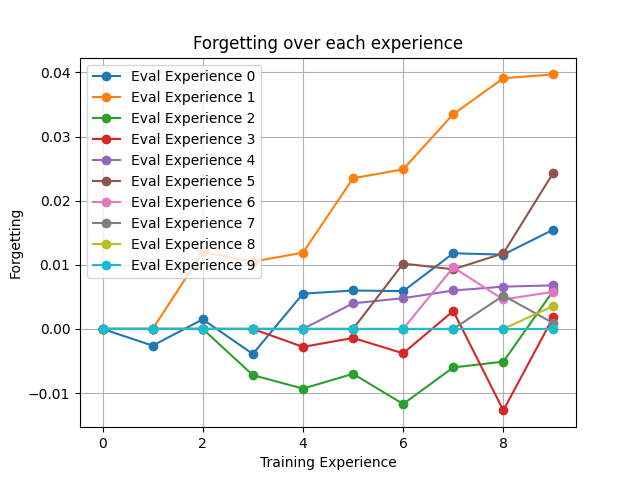 Forgetting over each experience
Eval Experience 0
Eval Experience 1
Eval Experience 2
Eval Experience 3
Eval Experience 4
Eval Experience 5
Eval Experience 6
Eval Experience 7
Eval Experience 8
Eval Experience 9
0.04
0.03
0.02
0.01
0.00
−0.01
Forgetting
0 2 4 6 8
Training Experience